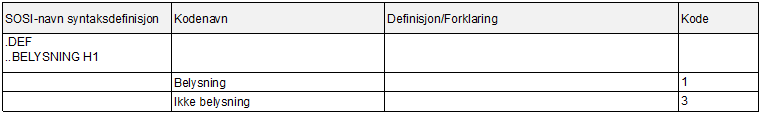 SOSI-navn syntaksdefinisjon Kodenavn Definisjon/Forklaring Kode
.DEF
..BELYSNING H1
Belysning 1
Ikke belysning 3